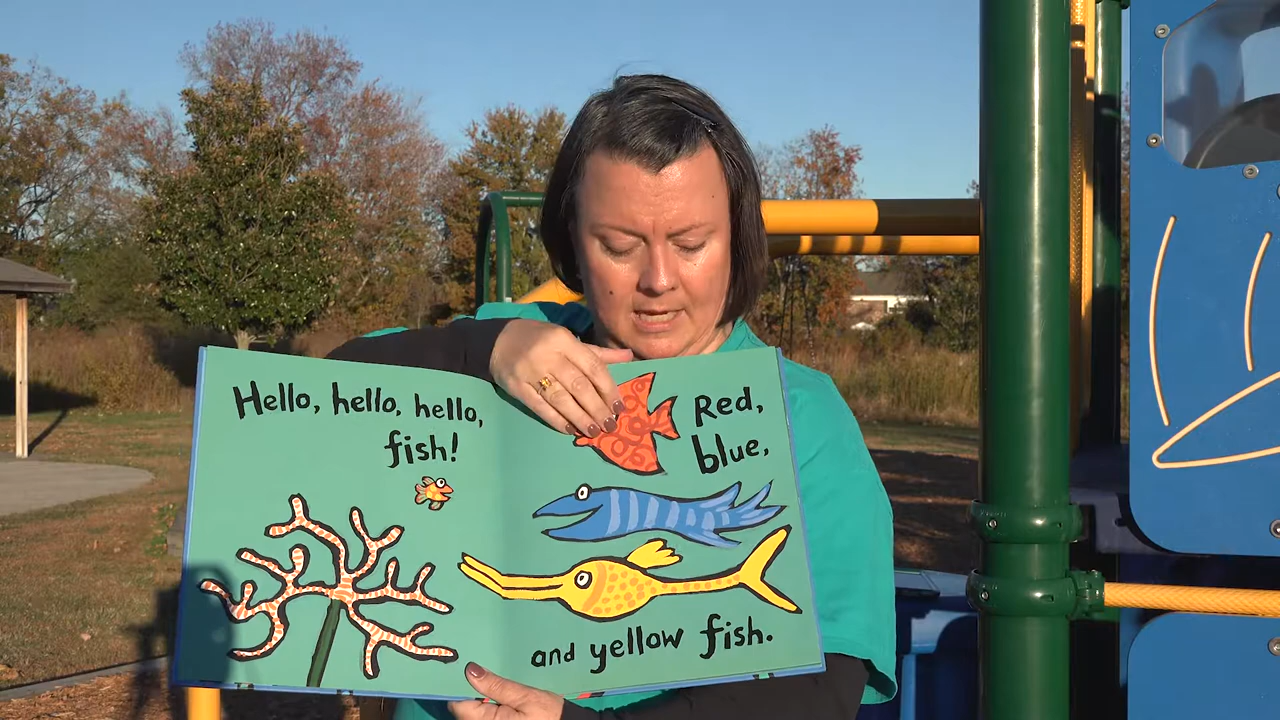 Hello, hello, hello,
fish!
Red,
blue,
and yellow fish.